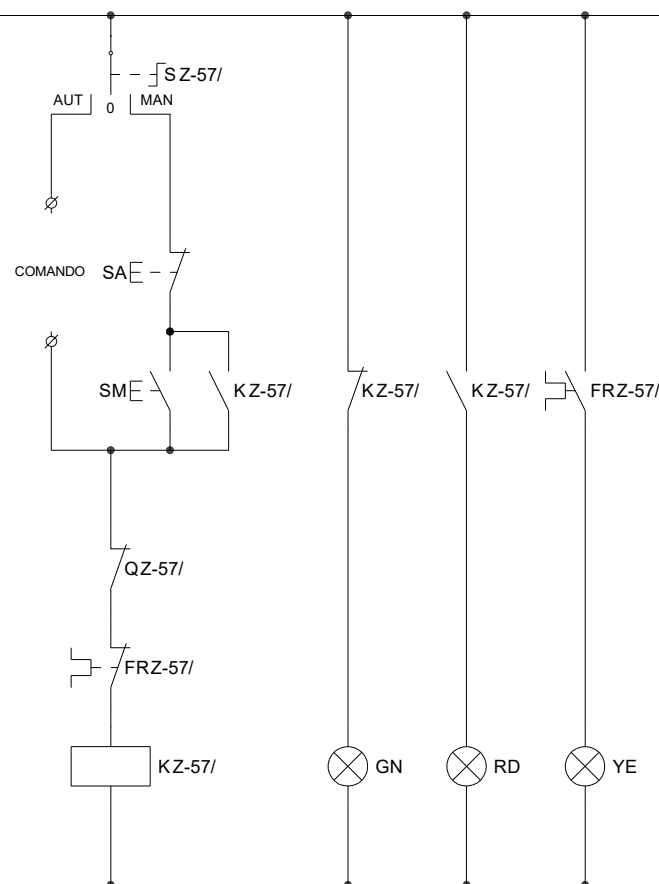 SZ-57/
AUT 0 MAN
COMANDO SA
SM KZ-57/ KZ-57/ KZ-57/ FRZ-57/
QZ-57/
FRZ-57/
KZ-57/ GN RD YE